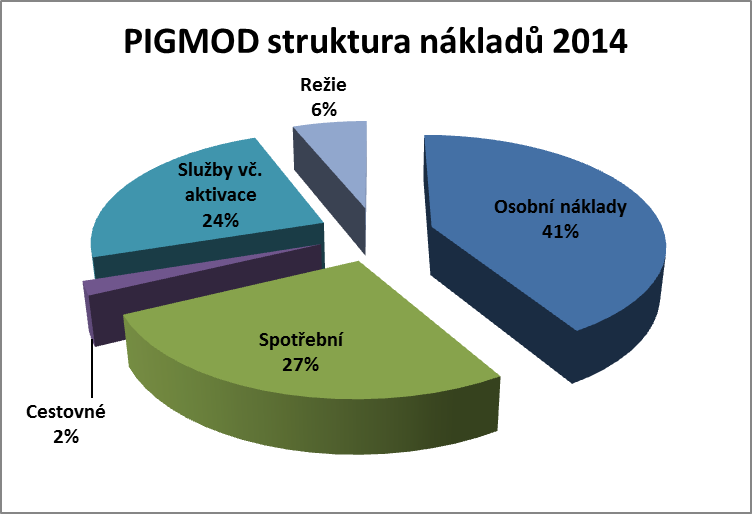 PIGMOD struktura nákladů 2014
Režie
6%
Služby vč.
aktivace
24%
Osobní náklady
41%
Spotřební
27%
Cestovné
2%